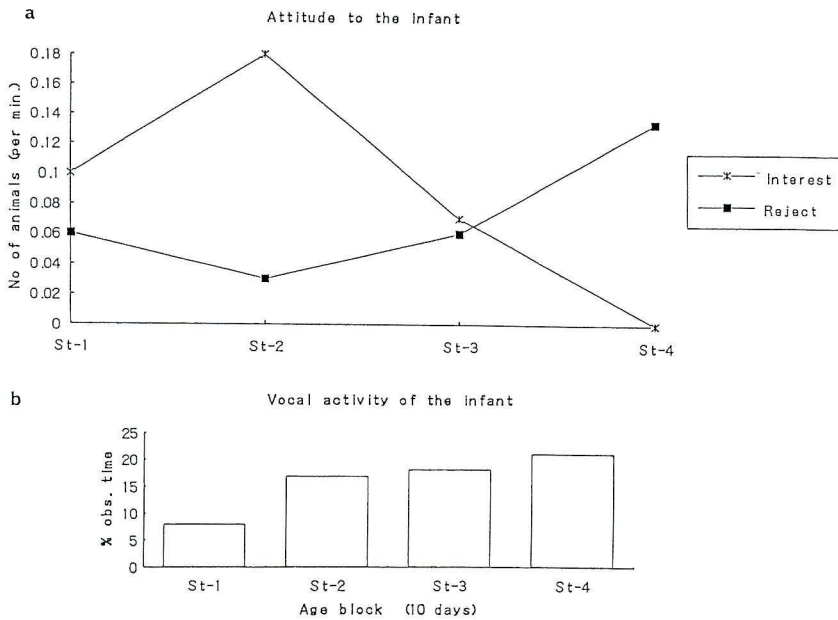 a
Attitude to the infant
No of animals (per min.)
0.18
0.16
0.14
0.12
0.1
0.08
0.06
0.04
0.02
0
St-1 St-2 St-3 St-4
Interest
Reject
b
Vocal activity of the infant
% obs. time
25
20
15
10
5
0
St-1 St-2 St-3 St-4
Age block (10 days)